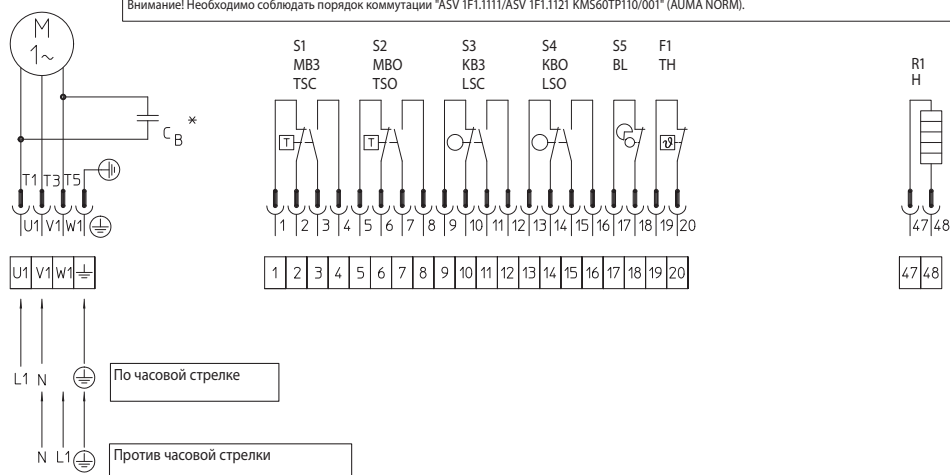 Внимание! Необходимо соблюдать порядок коммутации "ASV 1F1.1111/ASV 1F1.1121 KMS60TP110/001" (AUMA NORM).
M
1~
S1 S2 S3 S4 S5 F1
MB3 MBO KB3 KBO BL TH
TSC TSO LSC LSO
R1
H
C B *
T T ϑ
T1 T3 T5
U1 V1 W1
1 2 3 4 5 6 7 8 9 10 11 12 13 14 15 16 17 18 19 20 47 48
U1 V1 W1
1 2 3 4 5 6 7 8 9 10 11 12 13 14 15 16 17 18 19 20 47 48
L1 N
По часовой стрелке
N L1
Против часовой стрелки